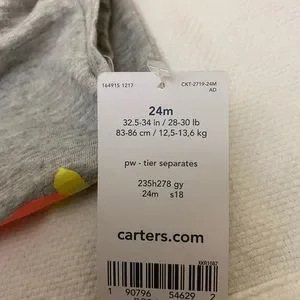 164915 1217
CKT-2719-24M
AD
24m
32.5-34 in / 28-30 lb
83-86 cm / 12,5-13,6 kg
pw - tier separates
235h278 gy
24m s18
carters.com
1 90796 54629 2